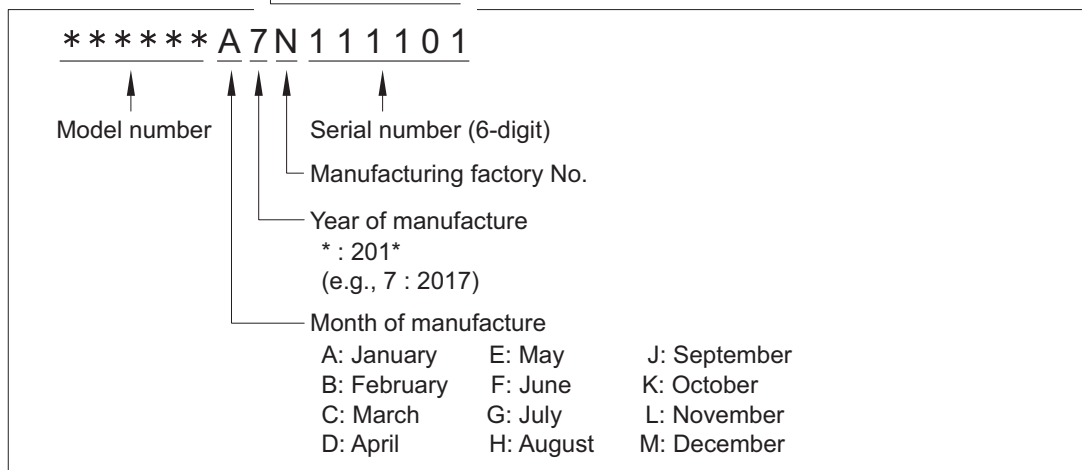 ******A7N111101
Model number
Serial number (6-digit)
Manufacturing factory No.
Year of manufacture
* : 201*
(e.g., 7 : 2017)
Month of manufacture
A: January E: May J: September
B: February F: June K: October
C: March G: July L: November
D: April H: August M: December